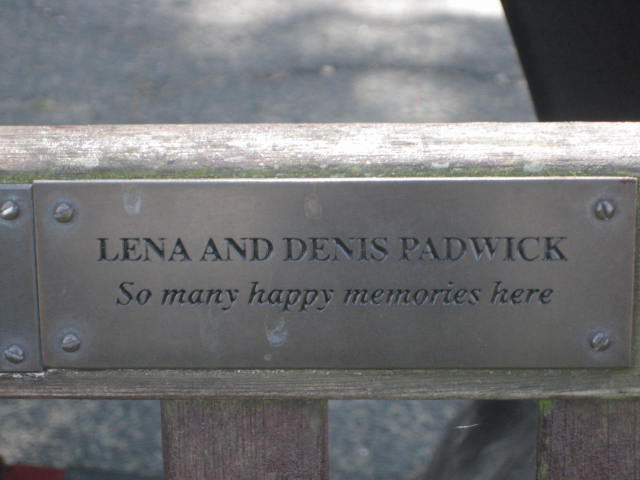 LENA AND DENIS PADWICK
So many happy memories here